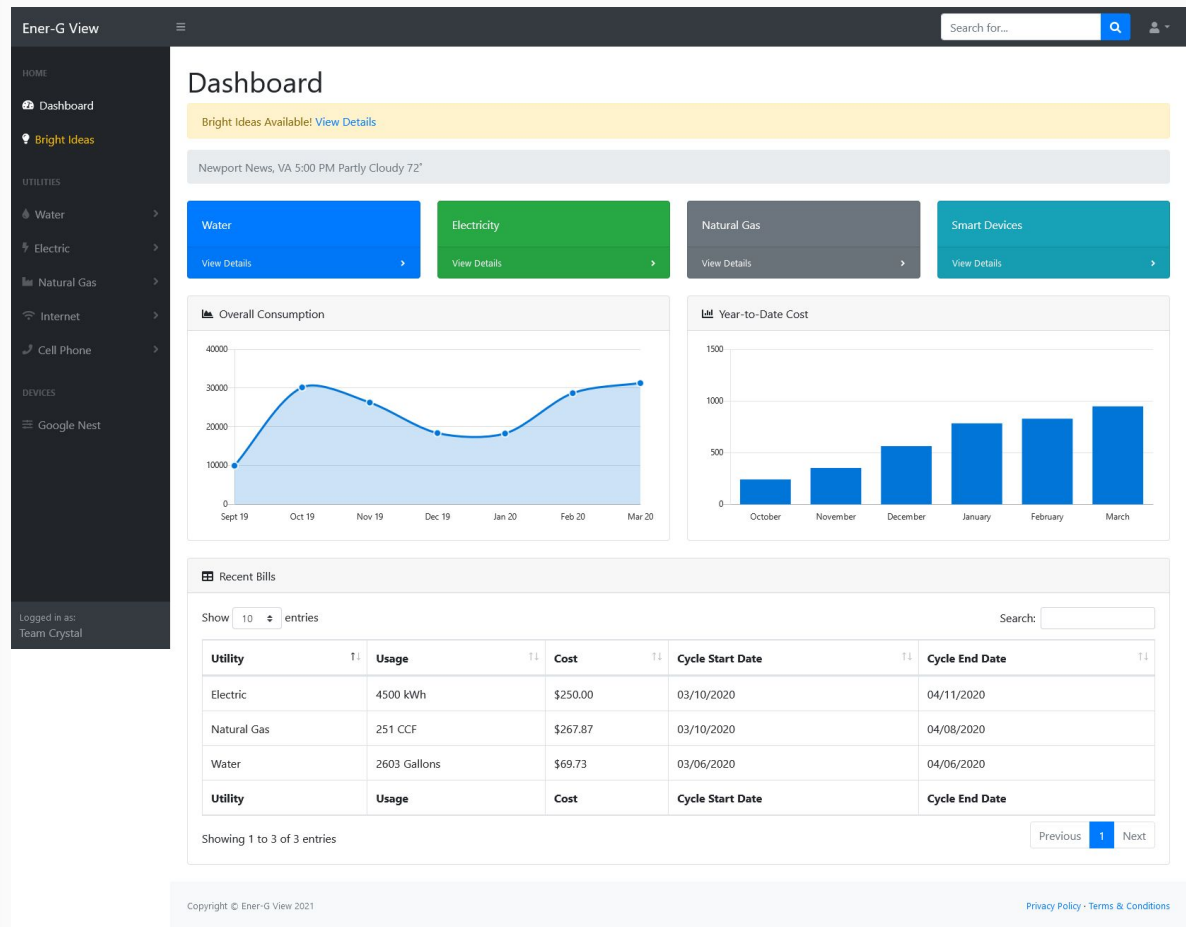 Ener-G View
Search for...
HOME
Dashboard
Bright Ideas
UTILITIES
Water
Electric
Natural Gas
Internet
Cell Phone
DEVICES
Google Nest
Logged in as:
Team Crystal
Dashboard
Bright Ideas Available! View Details
Newport News, VA 5:00 PM Partly Cloudy 72°
Water Electricity Natural Gas Smart Devices
View Details View Details View Details View Details
Overall Consumption
40000
30000
20000
10000
0
Sept 19 Oct 19 Nov 19 Dec 19 Jan 20 Feb 20 Mar 20
Year-to-Date Cost
1500
1000
500
0
October November December January February March
Recent Bills
Show 10 entries Search:
Utility Usage Cost Cycle Start Date Cycle End Date
Electric 4500 kWh $250.00 03/10/2020 04/11/2020
Natural Gas 251 CCF $267.87 03/10/2020 04/08/2020
Water 2603 Gallons $69.73 03/06/2020 04/06/2020
Utility Usage Cost Cycle Start Date Cycle End Date
Showing 1 to 3 of 3 entries Previous 1 Next
Copyright © Ener-G View 2021 Privacy Policy · Terms & Conditions